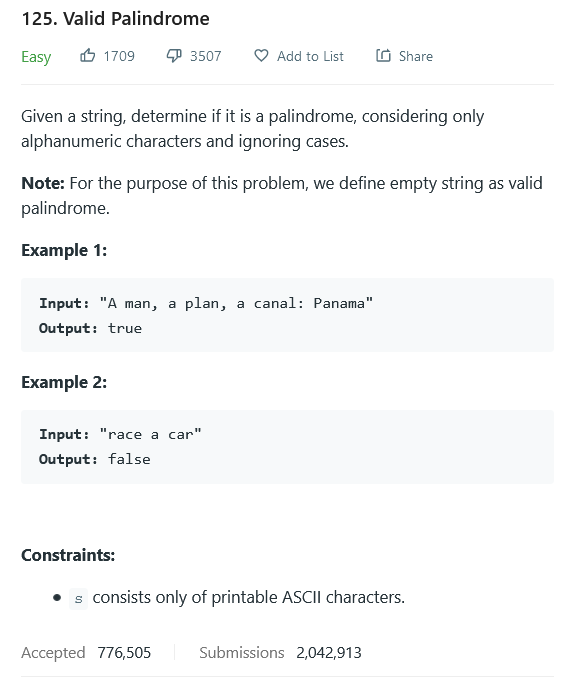 125. Valid Palindrome
Easy 1709 3507 Add to List Share
Given a string, determine if it is a palindrome, considering only
alphanumeric characters and ignoring cases.
Note: For the purpose of this problem, we define empty string as valid
palindrome.
Example 1:
Input: "A man, a plan, a canal: Panama"
Output: true
Example 2:
Input: "race a car"
Output: false
Constraints:
• s consists only of printable ASCII characters.
Accepted 776,505 Submissions 2,042,913